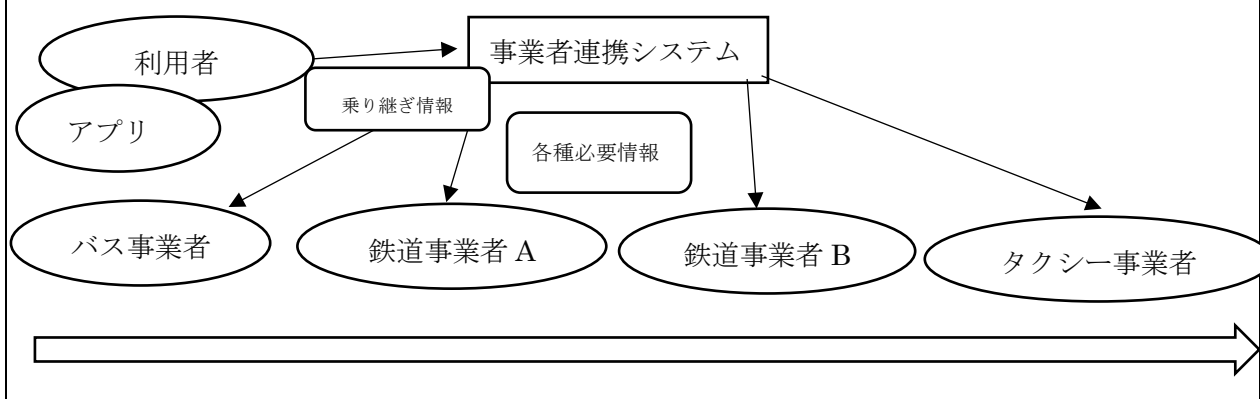 利用者
事業者連携システム
アプリ
乗り継ぎ情報
各種必要情報
バス事業者
鉄道事業者 A
鉄道事業者 B
タクシー事業者